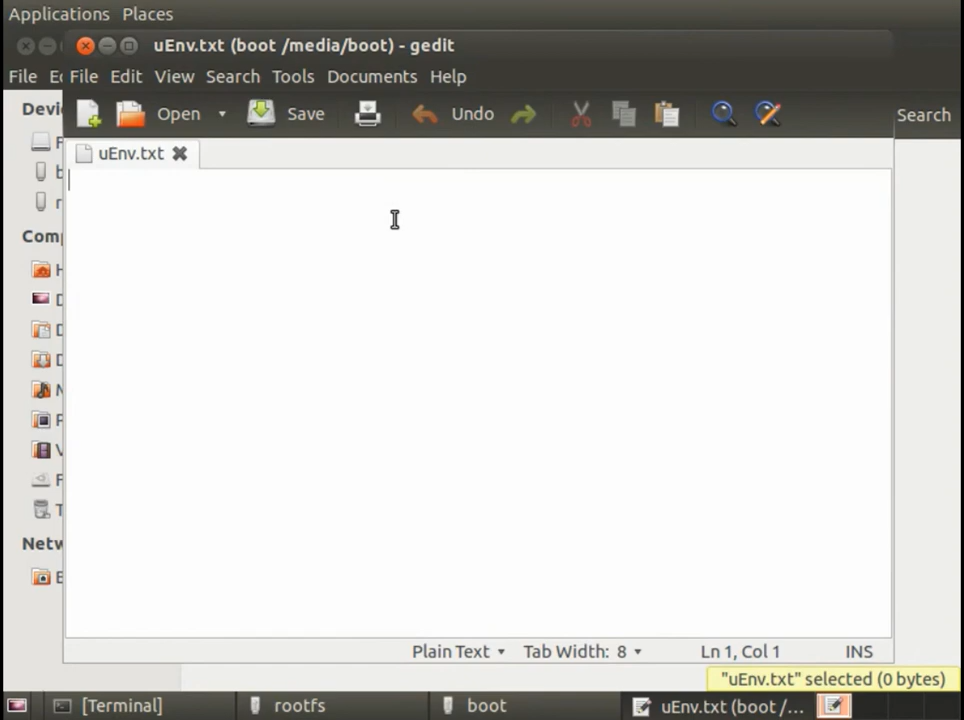 Applications Places
uEnv.txt (boot /media/boot) - gedit
File File Edit View Search Tools Documents Help
Open Save Undo Search
uEnv.txt
Plain Text Tab Width: 8 Ln 1, Col 1 INS
"uEnv.txt" selected (0 bytes)
[Terminal] rootfs boot uEnv.txt (boot /...